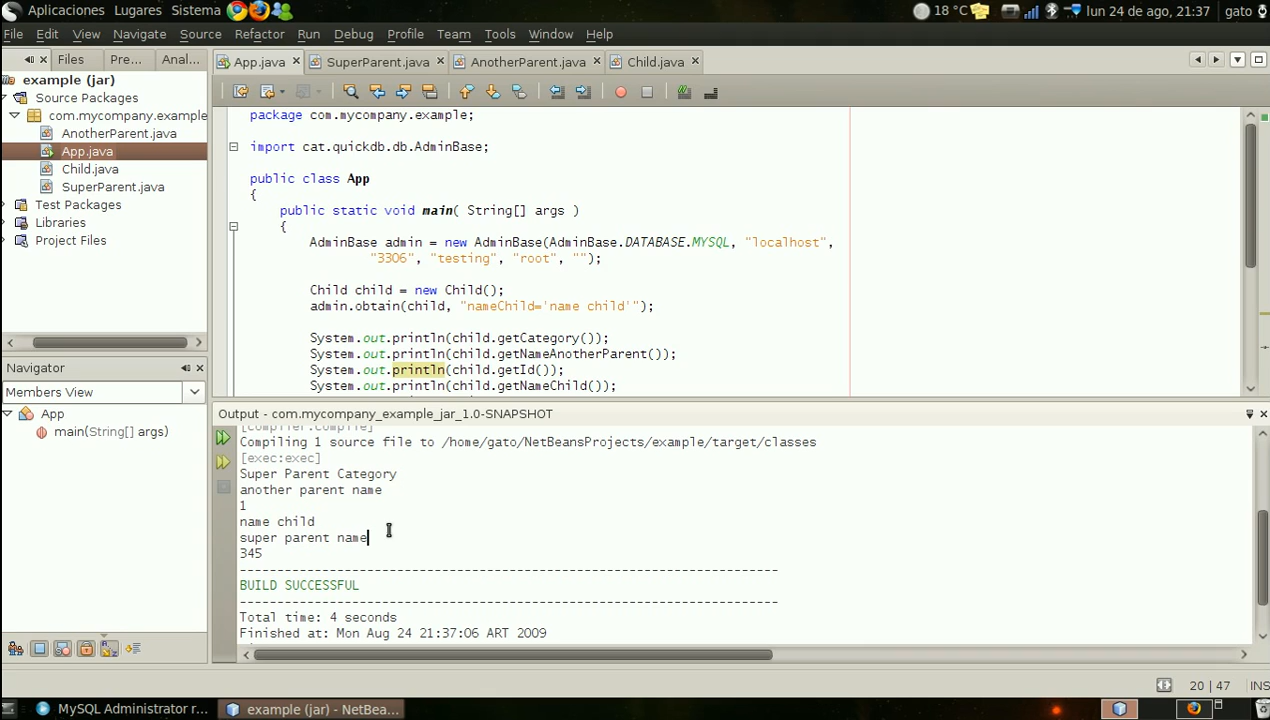 Aplicaciones Lugares Sistema 18 °C lun 24 de ago, 21:37 gato
File Edit View Navigate Source Refactor Run Debug Profile Team Tools Window Help
Files Pre... Anal...
App.java SuperParent.java AnotherParent.java Child.java
example (jar)
Source Packages
com.mycompany.example
AnotherParent.java
App.java
Child.java
SuperParent.java
Test Packages
Libraries
Project Files
Navigator
Members View
App
main(String[] args)
package com.mycompany.example;
import cat.quickdb.db.AdminBase;
public class App
{
public static void main( String[] args )
{
AdminBase admin = new AdminBase(AdminBase.DATABASE.MYSQL, "localhost",
"3306", "testing", "root", "");
Child child = new Child();
admin.obtain(child, "nameChild='name child'");
System.out.println(child.getCategory());
System.out.println(child.getNameAnotherParent());
System.out.println(child.getId());
System.out.println(child.getNameChild());
Output - com.mycompany_example_jar_1.0-SNAPSHOT
[compiler:compile]
Compiling 1 source file to /home/gato/NetBeansProjects/example/target/classes
[exec:exec]
Super Parent Category
another parent name
1
name child
super parent name
345
------------------------------------------------------------------------
BUILD SUCCESSFUL
------------------------------------------------------------------------
Total time: 4 seconds
Finished at: Mon Aug 24 21:37:06 ART 2009
20 | 47 INS
MySQL Administrator r... example (jar) - NetBea...